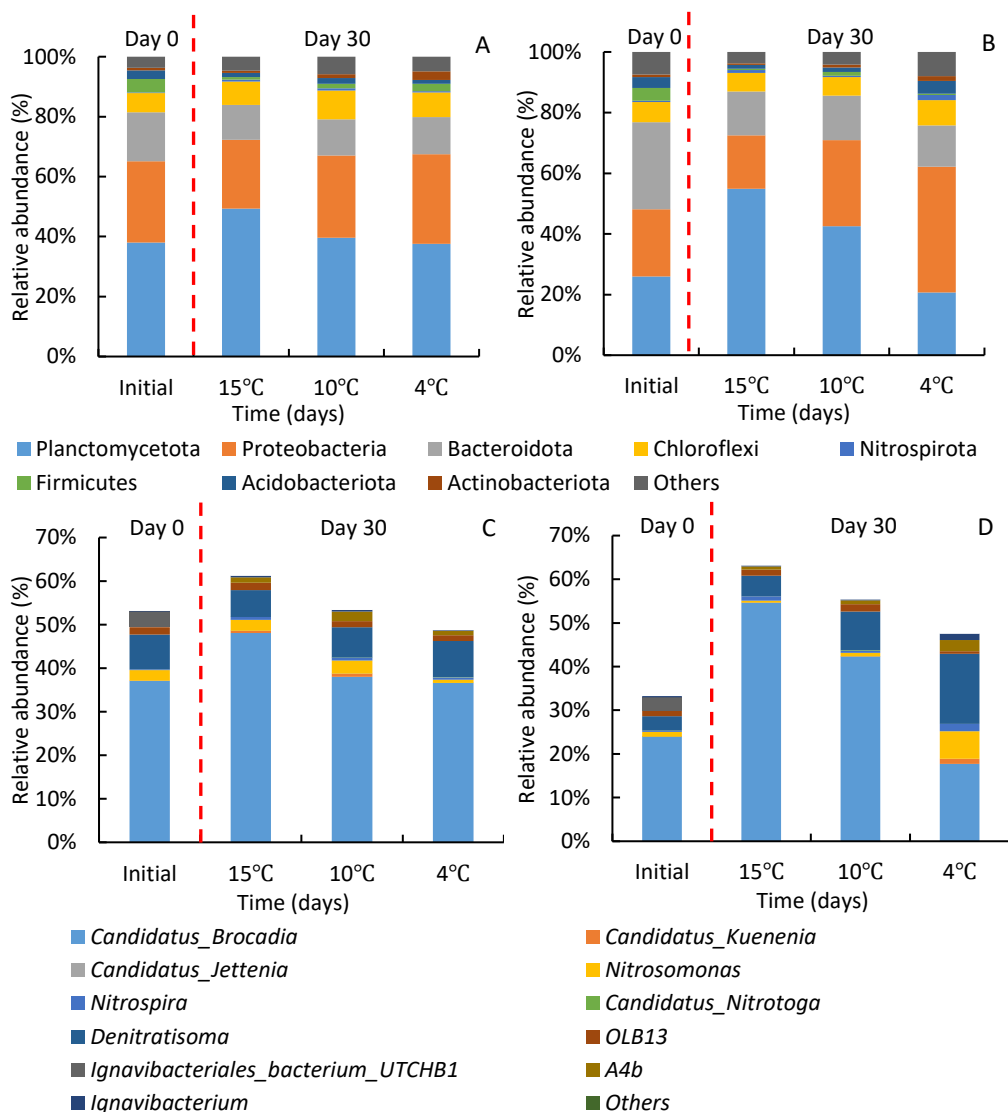 Day 0 Day 30 A
100%
80%
60%
40%
20%
0%
Relative abundance (%)
Initial 15℃ 10℃ 4℃
Time (days)
Day 0 Day 30 B
100%
80%
60%
40%
20%
0%
Relative abundance (%)
Initial 15℃ 10℃ 4℃
Time (days)
Planctomycetota Proteobacteria Bacteroidota Chloroflexi Nitrospirota
Firmicutes Acidobacteriota Actinobacteriota Others
Day 0 Day 30 C
70%
60%
50%
40%
30%
20%
10%
0%
Relative abundance (%)
Initial 15℃ 10℃ 4℃
Time (days)
Day 0 Day 30 D
70%
60%
50%
40%
30%
20%
10%
0%
Relative abundance (%)
Initial 15℃ 10℃ 4℃
Time (days)
Candidatus_Brocadia Candidatus_Kuenenia
Candidatus_Jettenia Nitrosomonas
Nitrospira Candidatus_Nitrotoga
Denitratisoma OLB13
Ignavibacteriales_bacterium_UTCHB1 A4b
Ignavibacterium Others